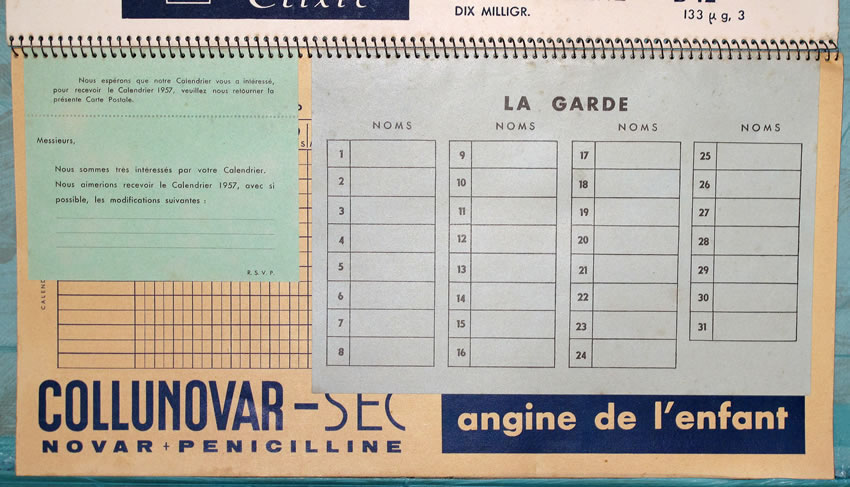 Elixir
DIX MILLIGR.
B 12
133 μ g, 3
Nous espérons que notre Calendrier vous a intéressé,
pour recevoir le Calendrier 1957, veuillez nous retourner la
présente Carte Postale.
Messieurs,
Nous sommes très intéressés par votre Calendrier.
Nous aimerions recevoir le Calendrier 1957, avec si
possible, les modifications suivantes :
R. S. V. P.
LA GARDE
NOMS NOMS NOMS NOMS
1 9 17 25
2 10 18 26
3 11 19 27
4 12 20 28
5 13 21 29
6 14 22 30
7 15 23 31
8 16 24
COLLUNOVAR - SEC
NOVAR + PENICILLINE
angine de l'enfant